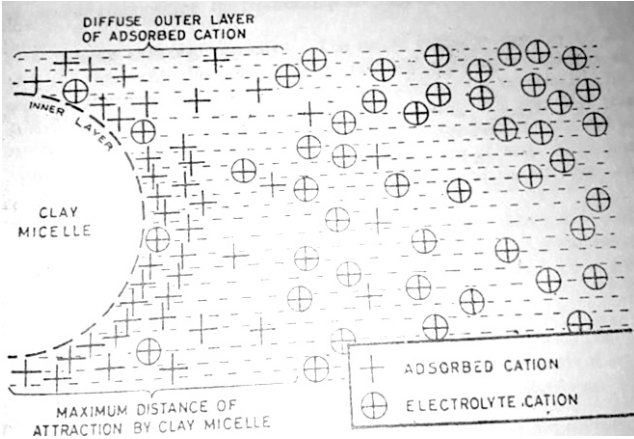 DIFFUSE OUTER LAYER
OF ADSORBED CATION
INNER LAYER
CLAY
MICELLE
ADSORBED CATION
ELECTROLYTE.CATION
MAXIMUM DISTANCE OF
ATTRACTION BY CLAY MICELLE